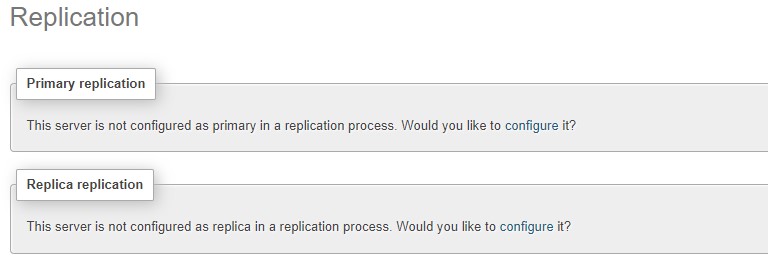 Replication
Primary replication
This server is not configured as primary in a replication process. Would you like to configure it?
Replica replication
This server is not configured as replica in a replication process. Would you like to configure it?